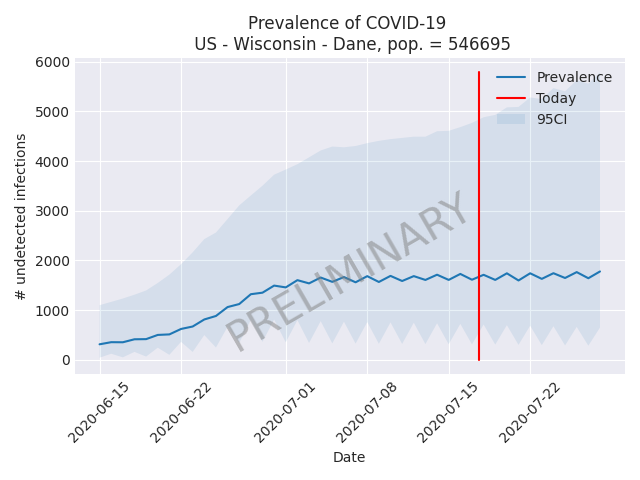 Prevalence of COVID-19
US - Wisconsin - Dane, pop. = 546695
6000
5000
4000
3000
2000
1000
0
# undetected infections
Prevalence
Today
95CI
PRELIMINARY
2020-06-15
2020-06-22
2020-07-01
2020-07-08
2020-07-15
2020-07-22
Date